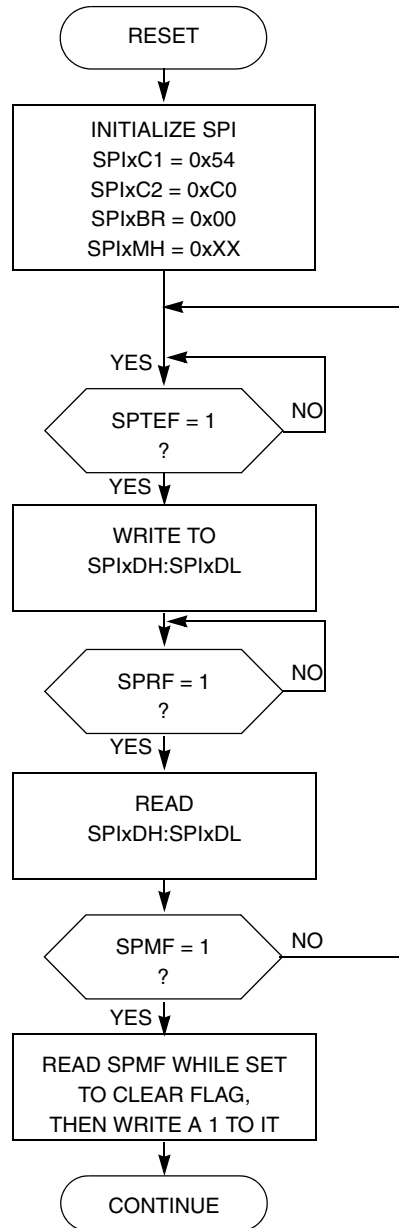 RESET
INITIALIZE SPI
SPIxC1 = 0x54
SPIxC2 = 0xC0
SPIxBR = 0x00
SPIxMH = 0xXX
YES
SPTEF = 1
?
NO
YES
WRITE TO
SPIxDH:SPIxDL
SPRF = 1
?
NO
YES
READ
SPIxDH:SPIxDL
SPMF = 1
?
NO
YES
READ SPMF WHILE SET
TO CLEAR FLAG,
THEN WRITE A 1 TO IT
CONTINUE